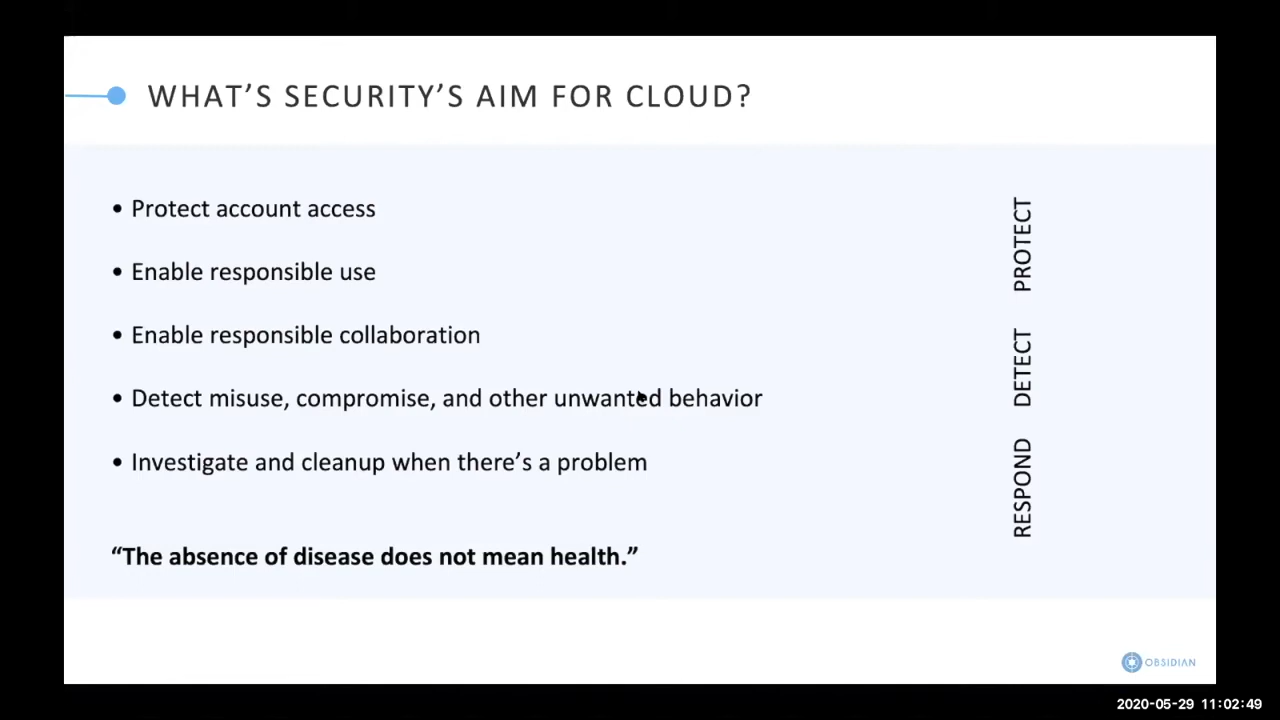 WHAT’S SECURITY’S AIM FOR CLOUD?
• Protect account access
• Enable responsible use
• Enable responsible collaboration
• Detect misuse, compromise, and other unwanted behavior
• Investigate and cleanup when there’s a problem
“The absence of disease does not mean health.”
PROTECT
DETECT
RESPOND
OBSIDIAN
2020-05-29 11:02:49